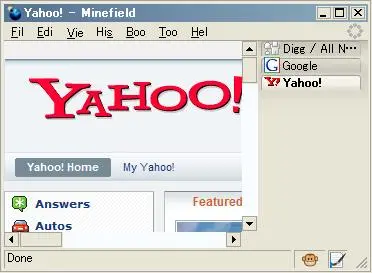 Yahoo! - Minefield
Fil Edi Vie His Boo Too Hel
Digg / All N...
Google
Yahoo!
YAHOO!
Yahoo! Home My Yahoo!
Answers
Autos
Featured
Done